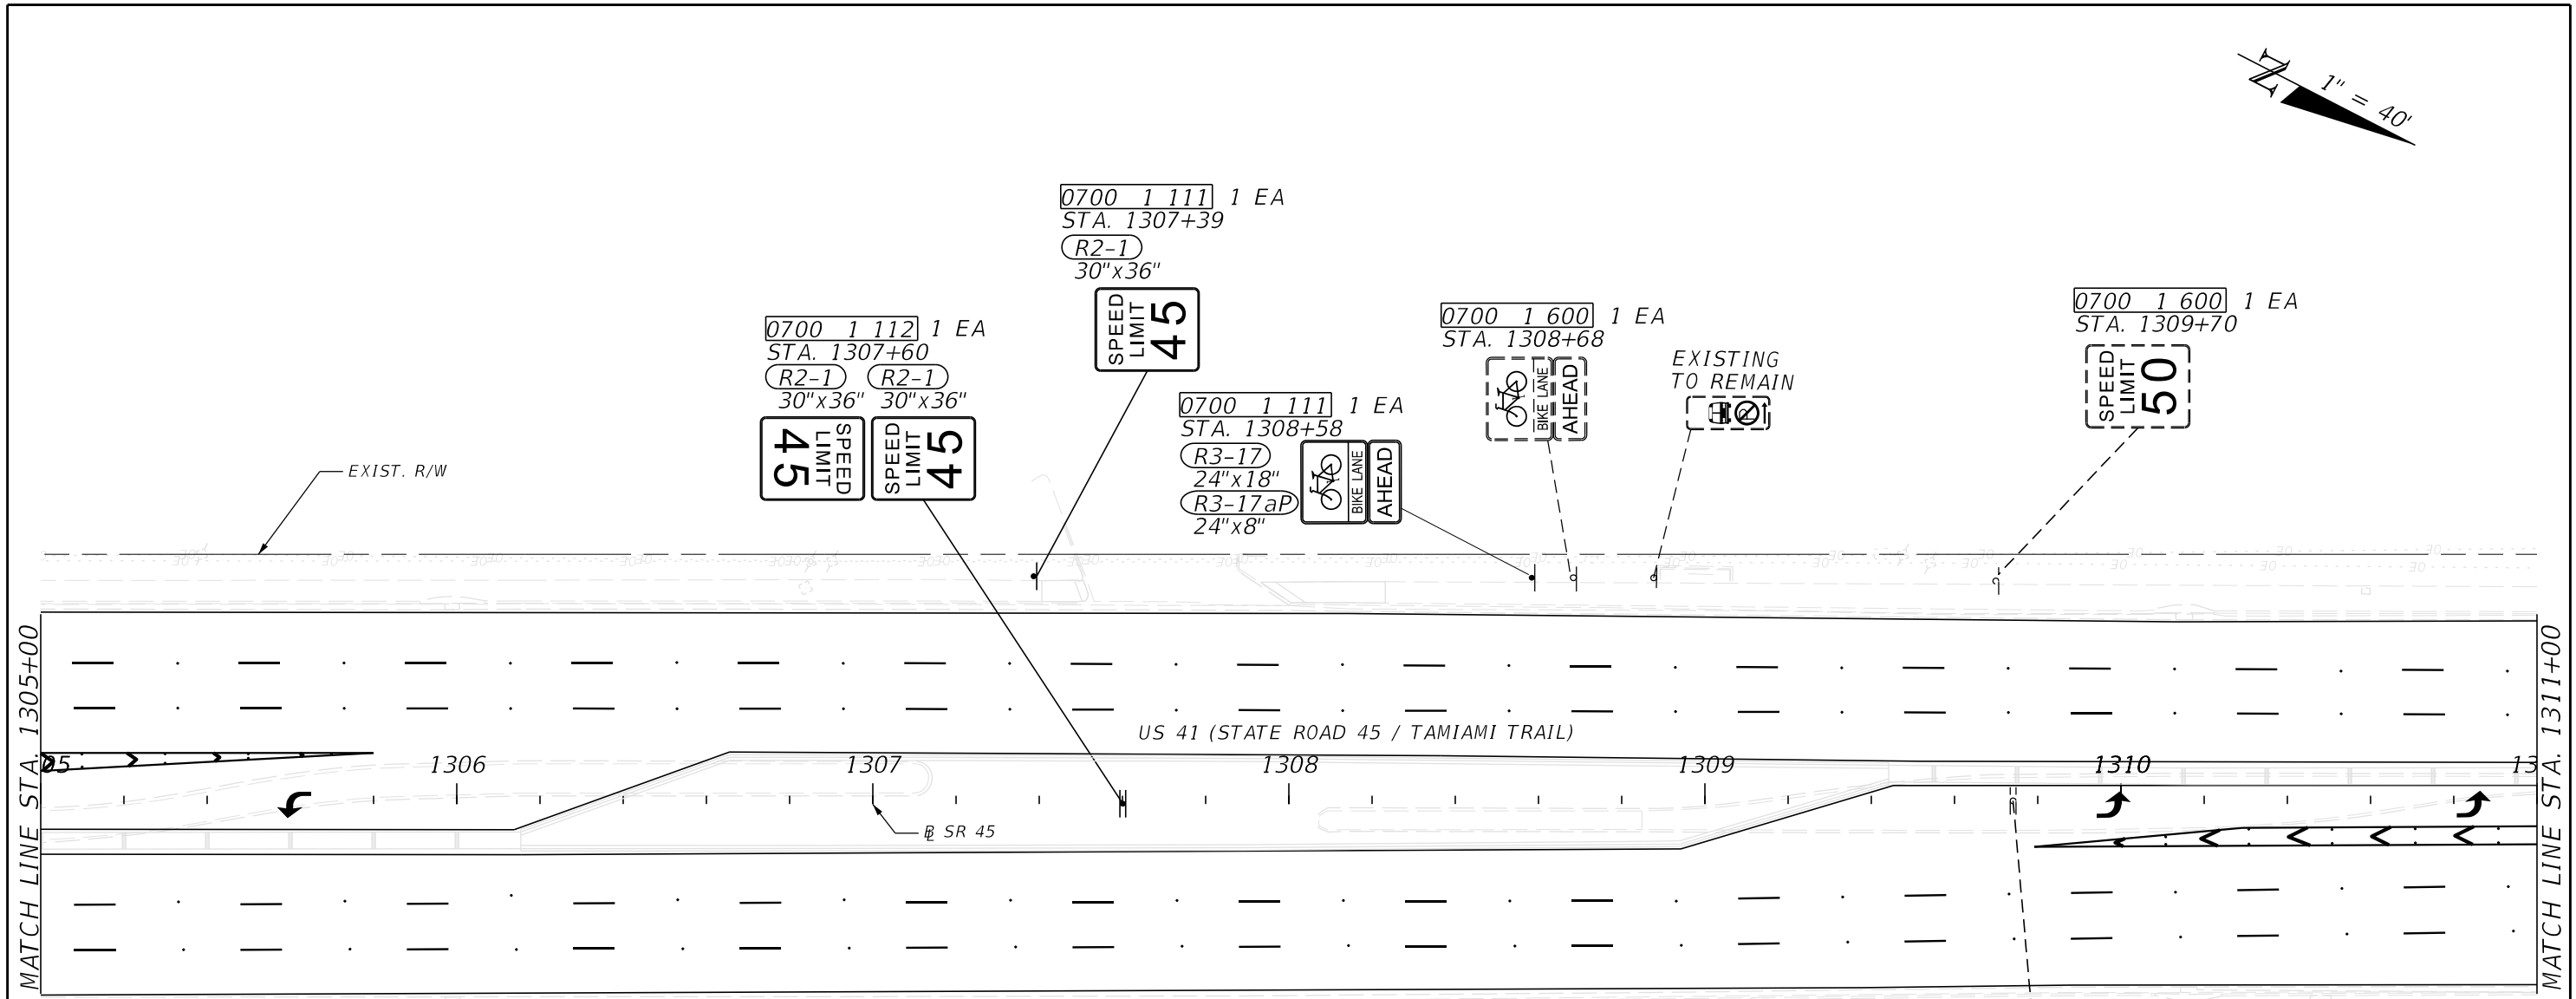 N
1" = 40'
0700 1 111 1 EA
STA. 1307+39
R2-1
30"x36"
SPEED
LIMIT
45
0700 1 112 1 EA
STA. 1307+60
R2-1 R2-1
30"x36" 30"x36"
SPEED
LIMIT
45
SPEED
LIMIT
45
0700 1 111 1 EA
STA. 1308+58
R3-17
24"x18"
R3-17aP
24"x8"
BIKE LANE
AHEAD
0700 1 600 1 EA
STA. 1308+68
BIKE LANE
AHEAD
EXISTING
TO REMAIN
P
0700 1 600 1 EA
STA. 1309+70
SPEED
LIMIT
50
EXIST. R/W
MATCH LINE STA. 1305+00
US 41 (STATE ROAD 45 / TAMIAMI TRAIL)
05 1306 1307 1308 1309 1310 13
BL SR 45
MATCH LINE STA. 1311+00